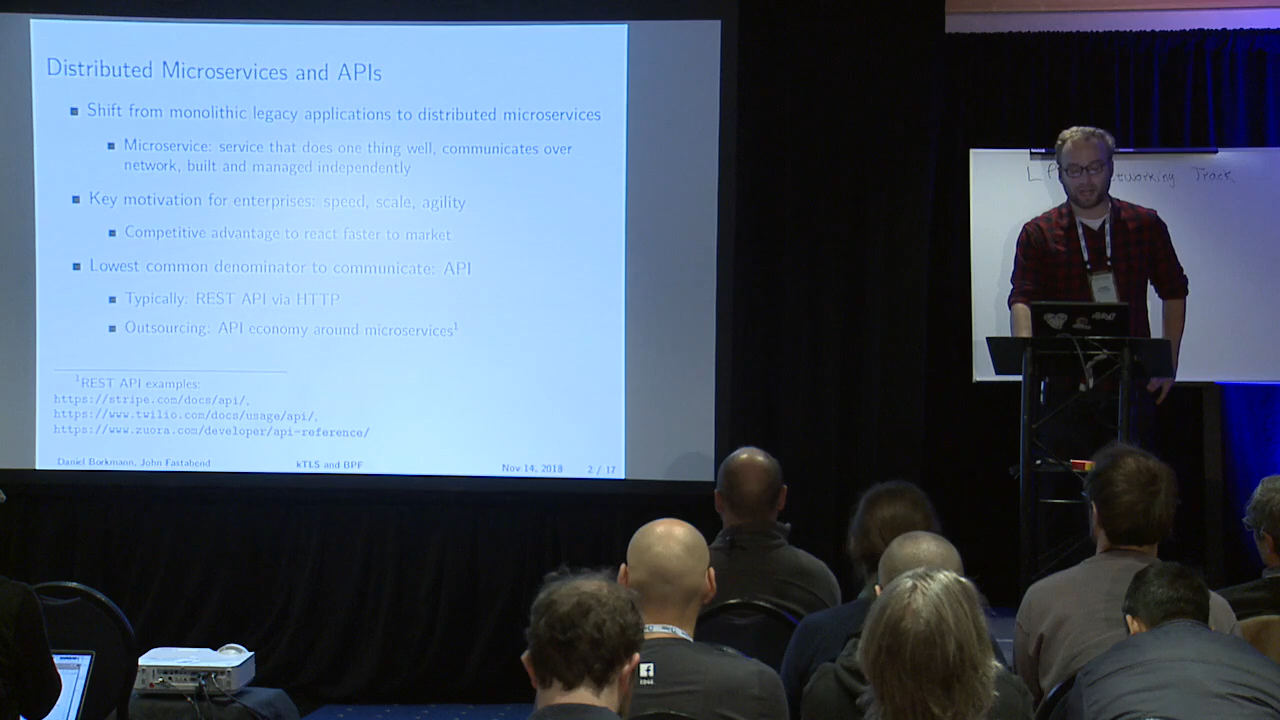 Distributed Microservices and APIs
Shift from monolithic legacy applications to distributed microservices
Microservice: service that does one thing well, communicates over
network, built and managed independently
Key motivation for enterprises: speed, scale, agility
Competitive advantage to react faster to market
Lowest common denominator to communicate: API
Typically: REST API via HTTP
Outsourcing: API economy around microservices¹
¹REST API examples:
https://stripe.com/docs/api/,
https://www.twilio.com/docs/usage/api/,
https://www.zuora.com/developer/api-reference/
Daniel Borkmann, John Fastabend kTLS and BPF Nov 14, 2018 2 / 17
Track